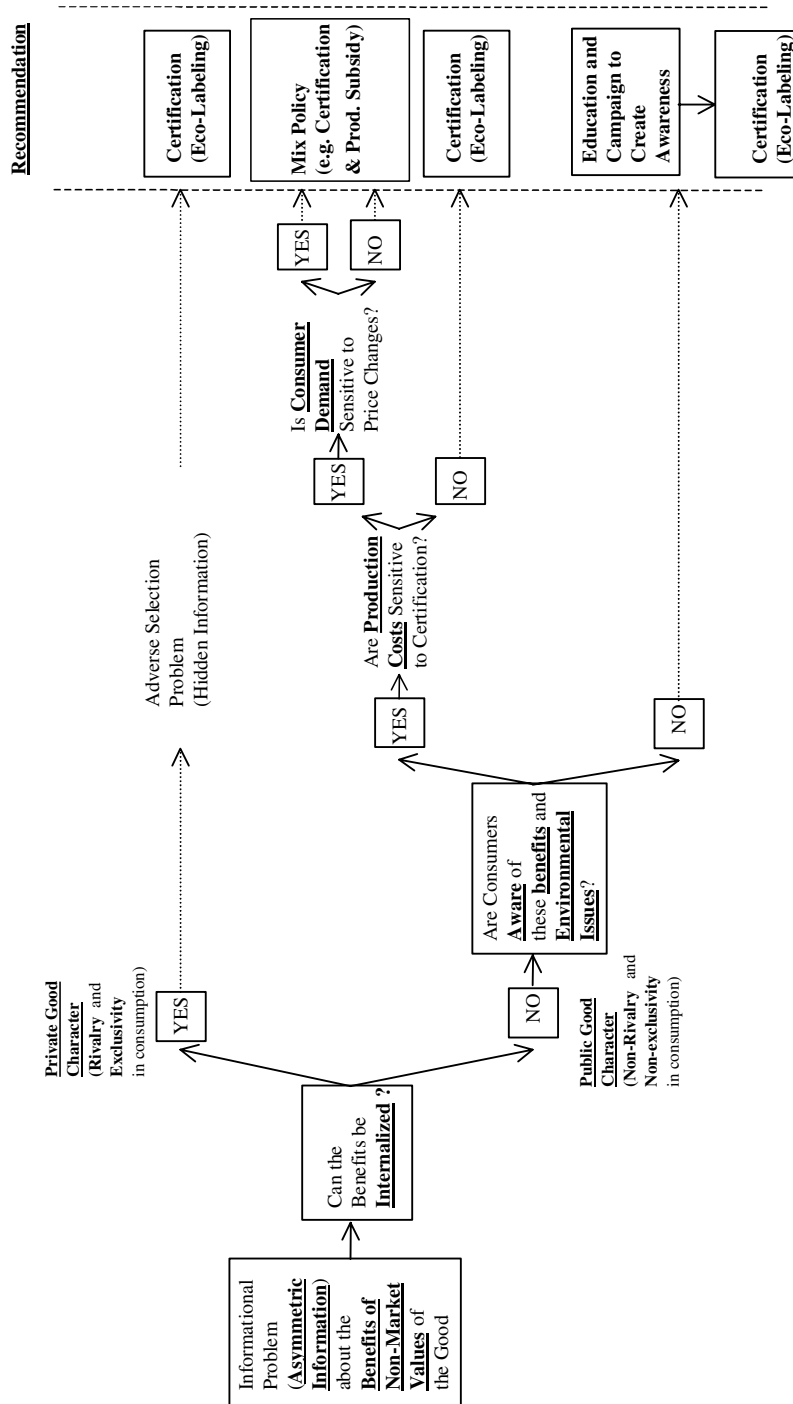 Recommendation
Informational
Problem
(Asymmetric
Information)
about the
Benefits of
Non-Market
Values of
the Good
Can the
Benefits be
Internalized ?
Private Good
Character
(Rivalry and
Exclusivity
in consumption)
YES
Adverse Selection
Problem
(Hidden Information)
Certification
(Eco-Labeling)
NO
Public Good
Character
(Non-Rivalry and
Non-exclusivity
in consumption)
Are Consumers
Aware of
these benefits and
Environmental
Issues?
YES
Are Production
Costs Sensitive
to Certification?
YES
Is Consumer
Demand
Sensitive to
Price Changes?
YES
NO
Mix Policy
(e.g. Certification
& Prod. Subsidy)
NO
Certification
(Eco-Labeling)
NO
Education and
Campaign to
Create
Awareness
Certification
(Eco-Labeling)